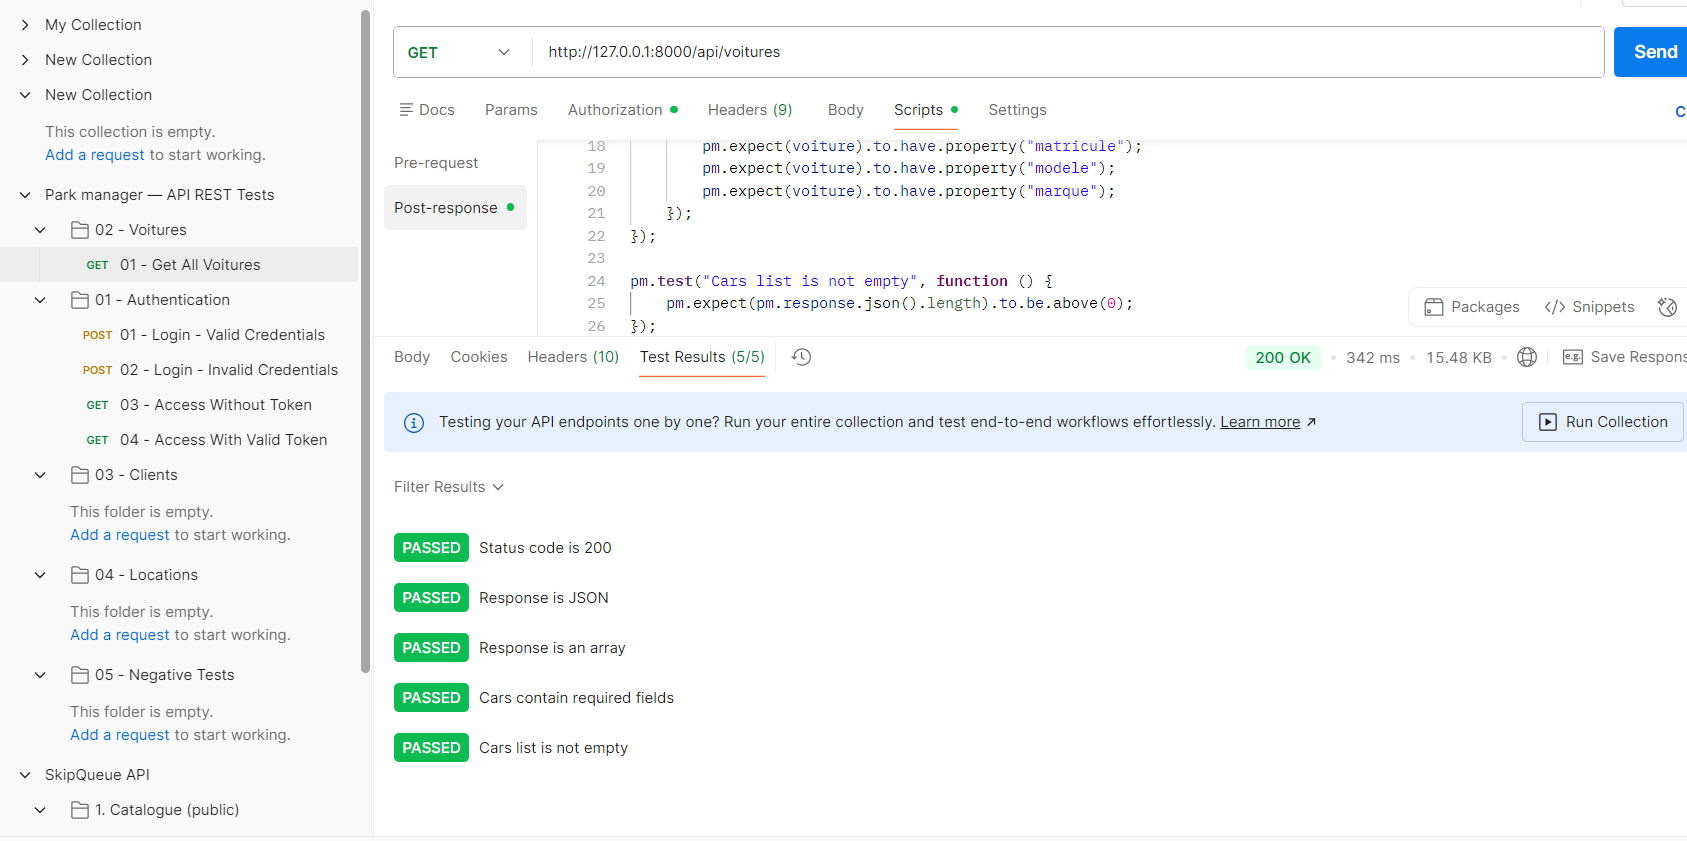 My Collection
New Collection
New Collection
This collection is empty.
Add a request to start working.
Park manager — API REST Tests
02 - Voitures
GET 01 - Get All Voitures
01 - Authentication
POST 01 - Login - Valid Credentials
POST 02 - Login - Invalid Credentials
GET 03 - Access Without Token
GET 04 - Access With Valid Token
03 - Clients
This folder is empty.
Add a request to start working.
04 - Locations
This folder is empty.
Add a request to start working.
05 - Negative Tests
This folder is empty.
Add a request to start working.
SkipQueue API
1. Catalogue (public)
GET http://127.0.0.1:8000/api/voitures Send
Docs Params Authorization Headers (9) Body Scripts Settings C
Pre-request
Post-response
18 pm.expect(voiture).to.have.property("matricule");
19 pm.expect(voiture).to.have.property("modele");
20 pm.expect(voiture).to.have.property("marque");
21 });
22 });
23
24 pm.test("Cars list is not empty", function () {
25 pm.expect(pm.response.json().length).to.be.above(0);
26 });
Packages </> Snippets
Body Cookies Headers (10) Test Results (5/5) 200 OK 342 ms 15.48 KB e.g. Save Respons
Testing your API endpoints one by one? Run your entire collection and test end-to-end workflows effortlessly. Learn more ↗ Run Collection
Filter Results
PASSED Status code is 200
PASSED Response is JSON
PASSED Response is an array
PASSED Cars contain required fields
PASSED Cars list is not empty